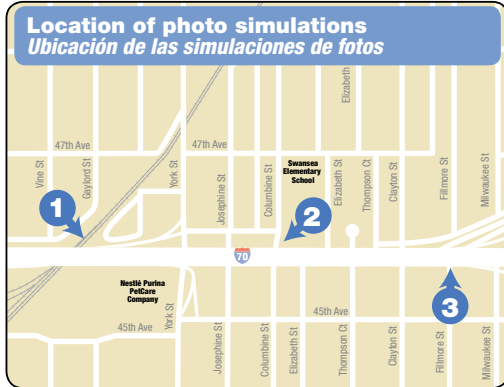 Location of photo simulations
Ubicación de las simulaciones de fotos
Elizabeth
47th Ave
47th Ave
Vine St
Gaylord St
York St
Josephine St
Columbine St
Swansea
Elementary
School
Elizabeth St
Thompson Ct
Clayton St
Fillmore St
Milwaukee St
1
2
70
3
Nestlé Purina
PetCare
Company
York St
45th Ave
45th Ave
Josephine St
Columbine St
Elizabeth St
Thompson Ct
Clayton St
Fillmore St
Milwaukee St